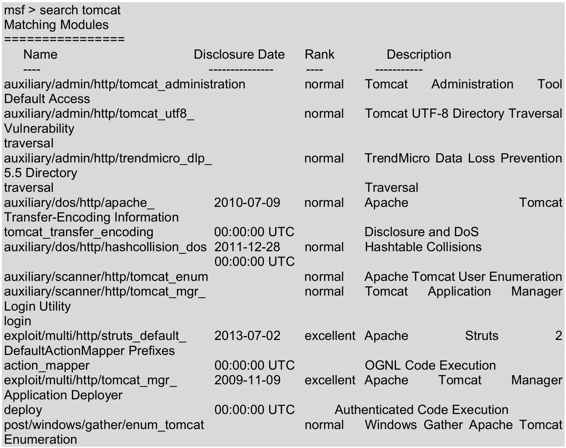 msf > search tomcat
Matching Modules
================
Name Disclosure Date Rank Description
---- --------------- ---- -----------
auxiliary/admin/http/tomcat_administration normal Tomcat Administration Tool
Default Access
auxiliary/admin/http/tomcat_utf8_ normal Tomcat UTF-8 Directory Traversal
Vulnerability
traversal
auxiliary/admin/http/trendmicro_dlp_ normal TrendMicro Data Loss Prevention
5.5 Directory
traversal Traversal
auxiliary/dos/http/apache_ 2010-07-09 normal Apache Tomcat
Transfer-Encoding Information
tomcat_transfer_encoding 00:00:00 UTC Disclosure and DoS
auxiliary/dos/http/hashcollision_dos 2011-12-28 normal Hashtable Collisions
00:00:00 UTC
auxiliary/scanner/http/tomcat_enum normal Apache Tomcat User Enumeration
auxiliary/scanner/http/tomcat_mgr_ normal Tomcat Application Manager
Login Utility
login
exploit/multi/http/struts_default_ 2013-07-02 excellent Apache Struts 2
DefaultActionMapper Prefixes
action_mapper 00:00:00 UTC OGNL Code Execution
exploit/multi/http/tomcat_mgr_ 2009-11-09 excellent Apache Tomcat Manager
Application Deployer
deploy 00:00:00 UTC Authenticated Code Execution
post/windows/gather/enum_tomcat normal Windows Gather Apache Tomcat
Enumeration